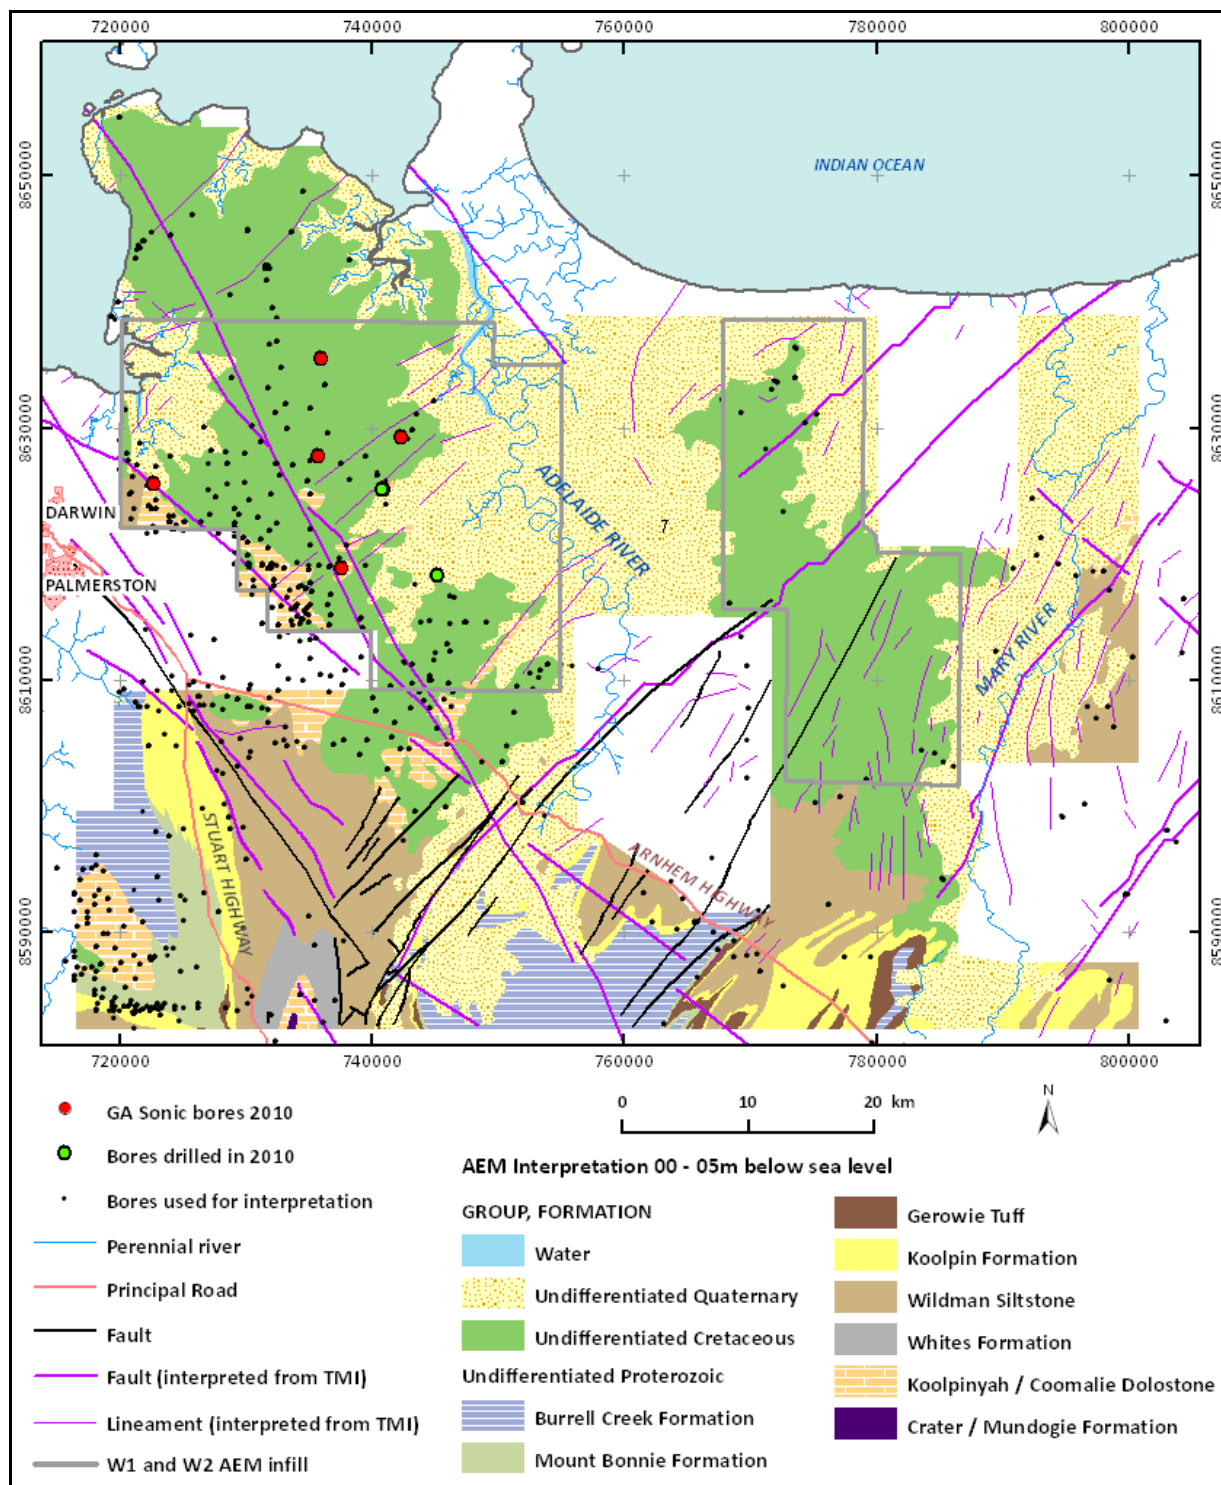 720000 740000 760000 780000 800000
8650000 8650000
INDIAN OCEAN
8630000 8630000
DARWIN
ADELAIDE RIVER
7
PALMERSTON
MARY RIVER
8610000 8610000
STUART HIGHWAY
ARNHEM HIGHWAY
8590000 8590000
720000 740000 760000 780000 800000
GA Sonic bores 2010
Bores drilled in 2010
Bores used for interpretation
Perennial river
Principal Road
Fault
Fault (interpreted from TMI)
Lineament (interpreted from TMI)
W1 and W2 AEM infill
0 10 20 km
N
AEM Interpretation 00 - 05m below sea level
GROUP, FORMATION
Water
Undifferentiated Quaternary
Undifferentiated Cretaceous
Undifferentiated Proterozoic
Burrell Creek Formation
Mount Bonnie Formation
Gerowie Tuff
Koolpin Formation
Wildman Siltstone
Whites Formation
Koolpinyah / Coomalie Dolostone
Crater / Mundogie Formation